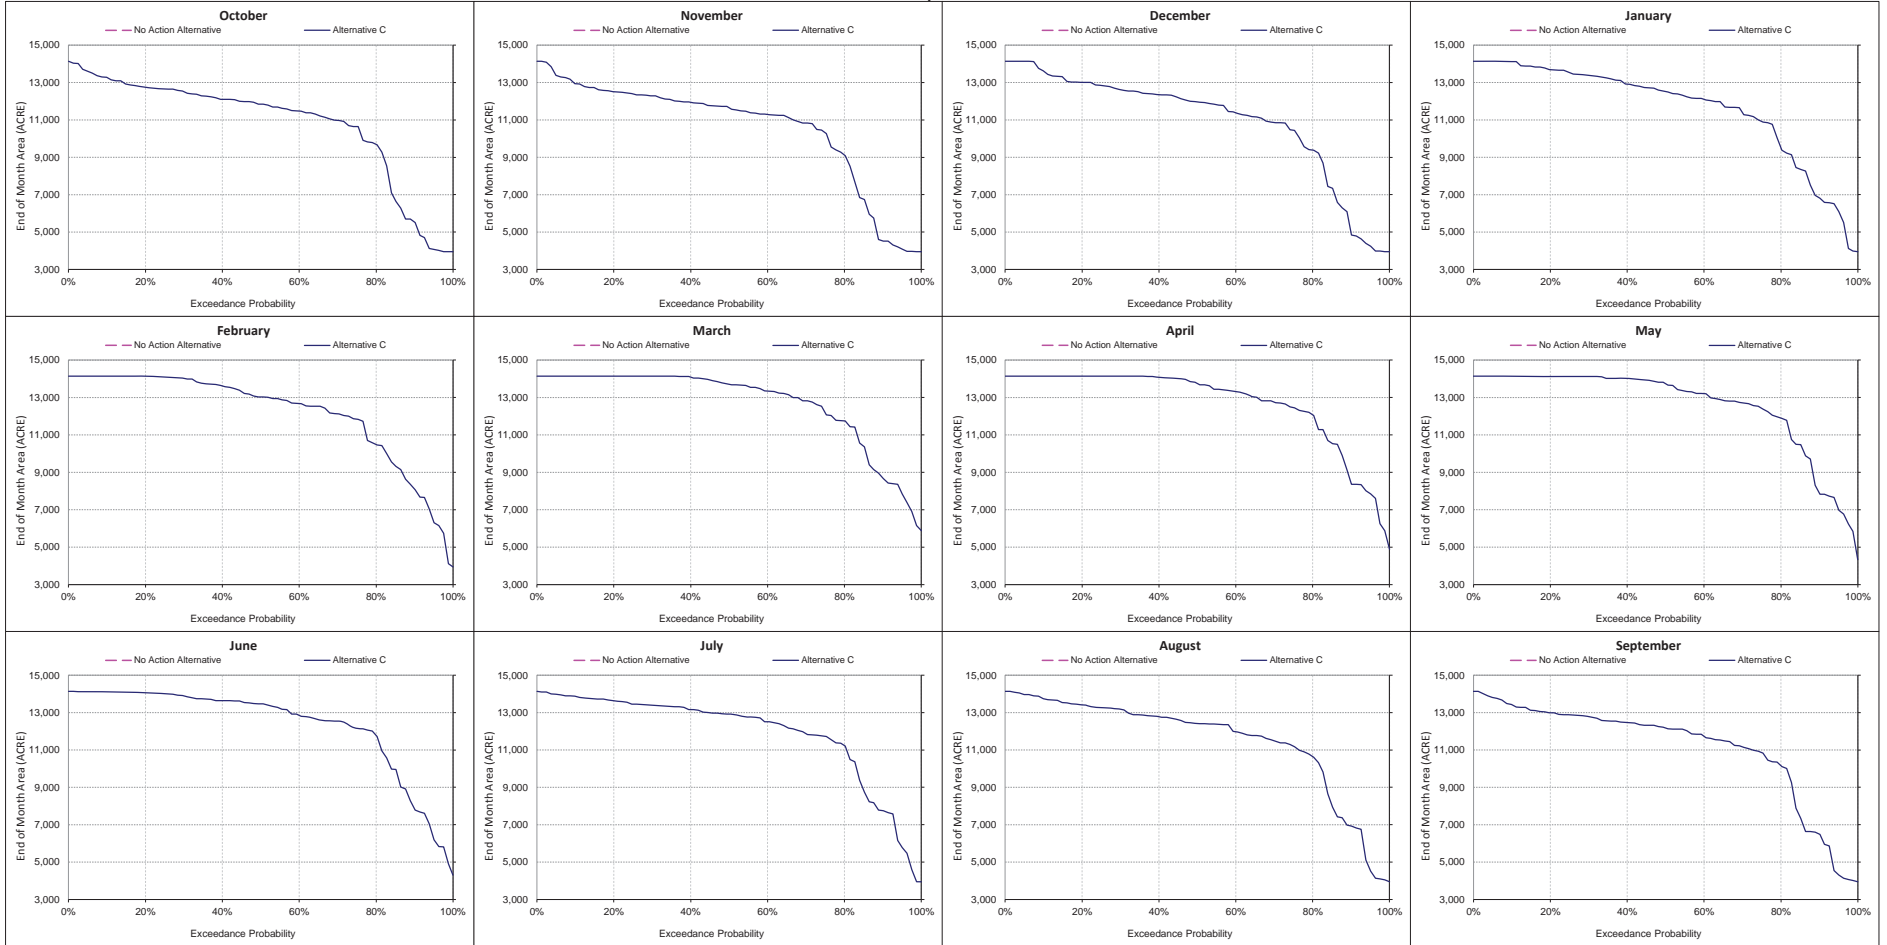 October
No Action Alternative Alternative C
15,000
13,000
11,000
9,000
7,000
5,000
3,000
End of Month Area (ACRE)
0% 20% 40% 60% 80% 100%
Exceedance Probability
November
No Action Alternative Alternative C
15,000
13,000
11,000
9,000
7,000
5,000
3,000
End of Month Area (ACRE)
0% 20% 40% 60% 80% 100%
Exceedance Probability
December
No Action Alternative Alternative C
15,000
13,000
11,000
9,000
7,000
5,000
3,000
End of Month Area (ACRE)
0% 20% 40% 60% 80% 100%
Exceedance Probability
January
No Action Alternative Alternative C
15,000
13,000
11,000
9,000
7,000
5,000
3,000
End of Month Area (ACRE)
0% 20% 40% 60% 80% 100%
Exceedance Probability
February
No Action Alternative Alternative C
15,000
13,000
11,000
9,000
7,000
5,000
3,000
End of Month Area (ACRE)
0% 20% 40% 60% 80% 100%
Exceedance Probability
March
No Action Alternative Alternative C
15,000
13,000
11,000
9,000
7,000
5,000
3,000
End of Month Area (ACRE)
0% 20% 40% 60% 80% 100%
Exceedance Probability
April
No Action Alternative Alternative C
15,000
13,000
11,000
9,000
7,000
5,000
3,000
End of Month Area (ACRE)
0% 20% 40% 60% 80% 100%
Exceedance Probability
May
No Action Alternative Alternative C
15,000
13,000
11,000
9,000
7,000
5,000
3,000
End of Month Area (ACRE)
0% 20% 40% 60% 80% 100%
Exceedance Probability
June
No Action Alternative Alternative C
15,000
13,000
11,000
9,000
7,000
5,000
3,000
End of Month Area (ACRE)
0% 20% 40% 60% 80% 100%
Exceedance Probability
July
No Action Alternative Alternative C
15,000
13,000
11,000
9,000
7,000
5,000
3,000
End of Month Area (ACRE)
0% 20% 40% 60% 80% 100%
Exceedance Probability
August
No Action Alternative Alternative C
15,000
13,000
11,000
9,000
7,000
5,000
3,000
End of Month Area (ACRE)
0% 20% 40% 60% 80% 100%
Exceedance Probability
September
No Action Alternative Alternative C
15,000
13,000
11,000
9,000
7,000
5,000
3,000
End of Month Area (ACRE)
0% 20% 40% 60% 80% 100%
Exceedance Probability